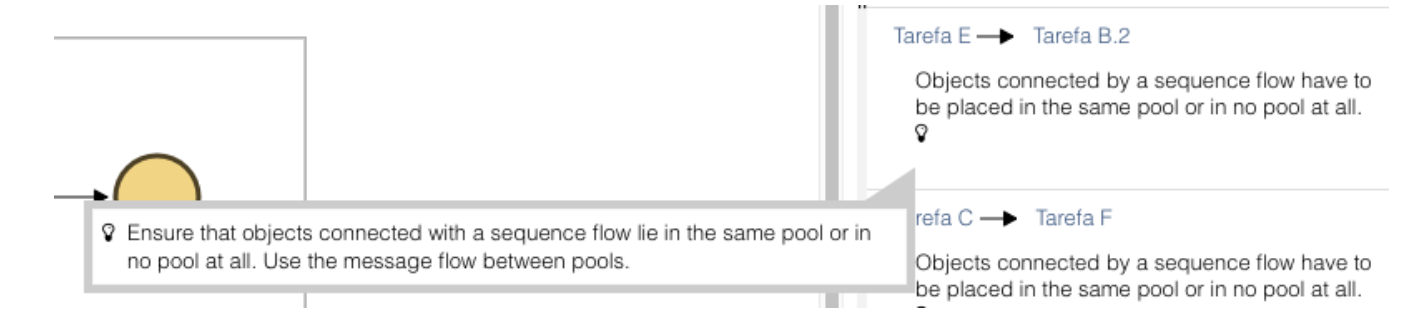 Tarefa E Tarefa B.2
Objects connected by a sequence flow have to
be placed in the same pool or in no pool at all.
Ensure that objects connected with a sequence flow lie in the same pool or in
no pool at all. Use the message flow between pools.
refa C Tarefa F
Objects connected by a sequence flow have to
be placed in the same pool or in no pool at all.